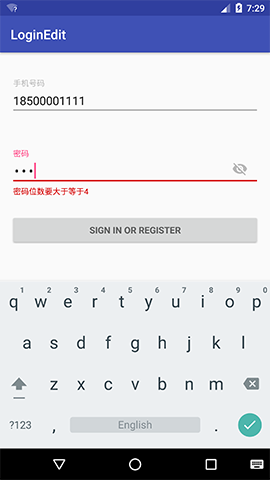 7:29
LoginEdit
手机号码
18500001111
密码
•••
密码位数要大于等于4
SIGN IN OR REGISTER
1 2 3 4 5 6 7 8 9 0
q w e r t y u i o p
a s d f g h j k l
z x c v b n m
?123 , English .